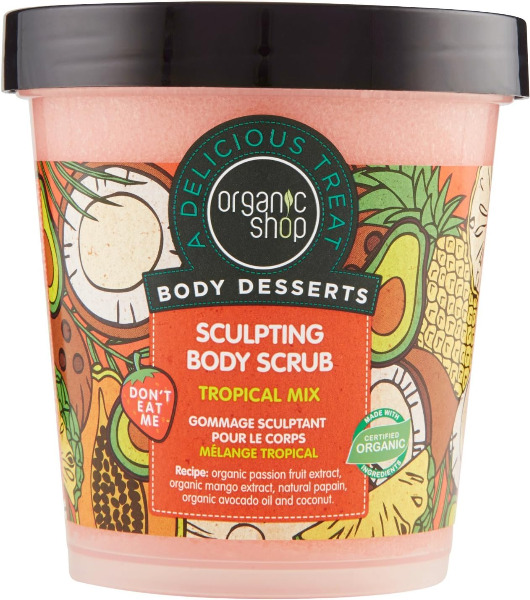 A DELICIOUS TREAT
organic
shop
BODY DESSERTS
SCULPTING
BODY SCRUB
TROPICAL MIX
GOMMAGE SCULPTANT
POUR LE CORPS
MÉLANGE TROPICAL
Recipe: organic passion fruit extract,
organic mango extract, natural papain,
organic avocado oil and coconut.
DON'T
EAT
ME
MADE WITH
CERTIFIED
ORGANIC
INGREDIENTS